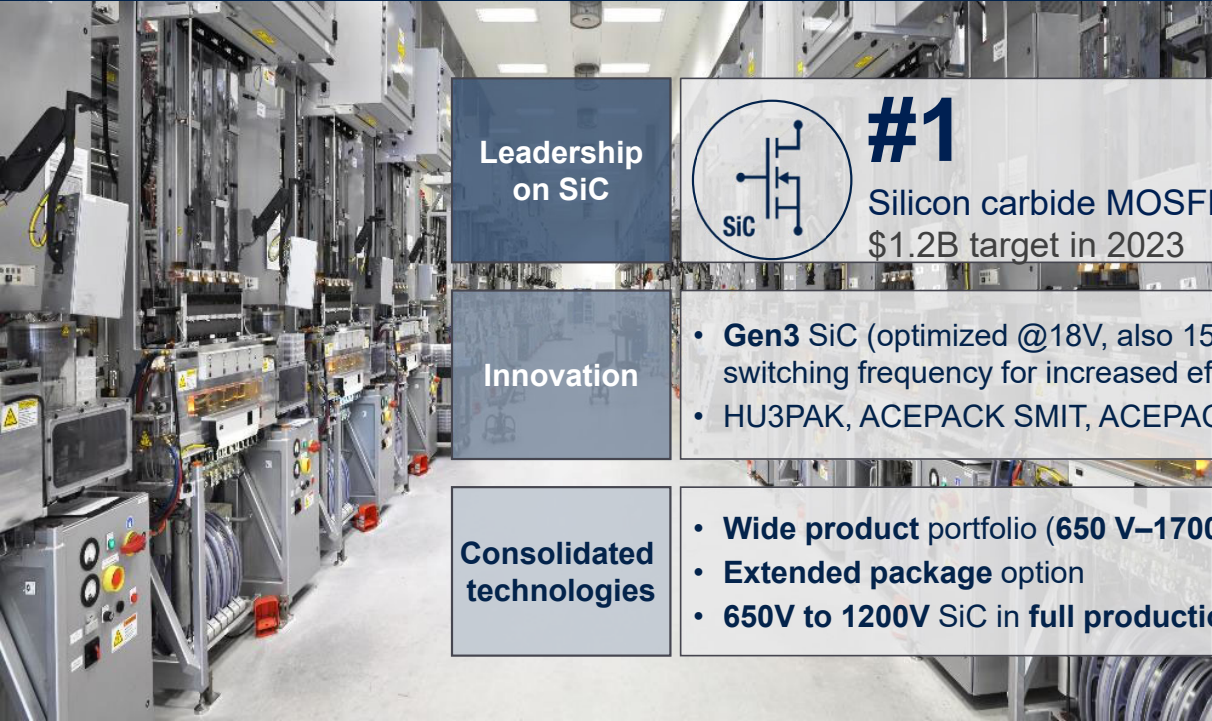 Leadership
on SiC
SiC
#1
Silicon carbide
$1.2B target in 2023
Innovation
• Gen3 SiC (optimized @18V, also
switching frequency for increased
• HU3PAK, ACEPACK SMIT,
Consolidated
technologies
• Wide product portfolio (650 V–
• Extended package option
• 650V to 1200V SiC in full